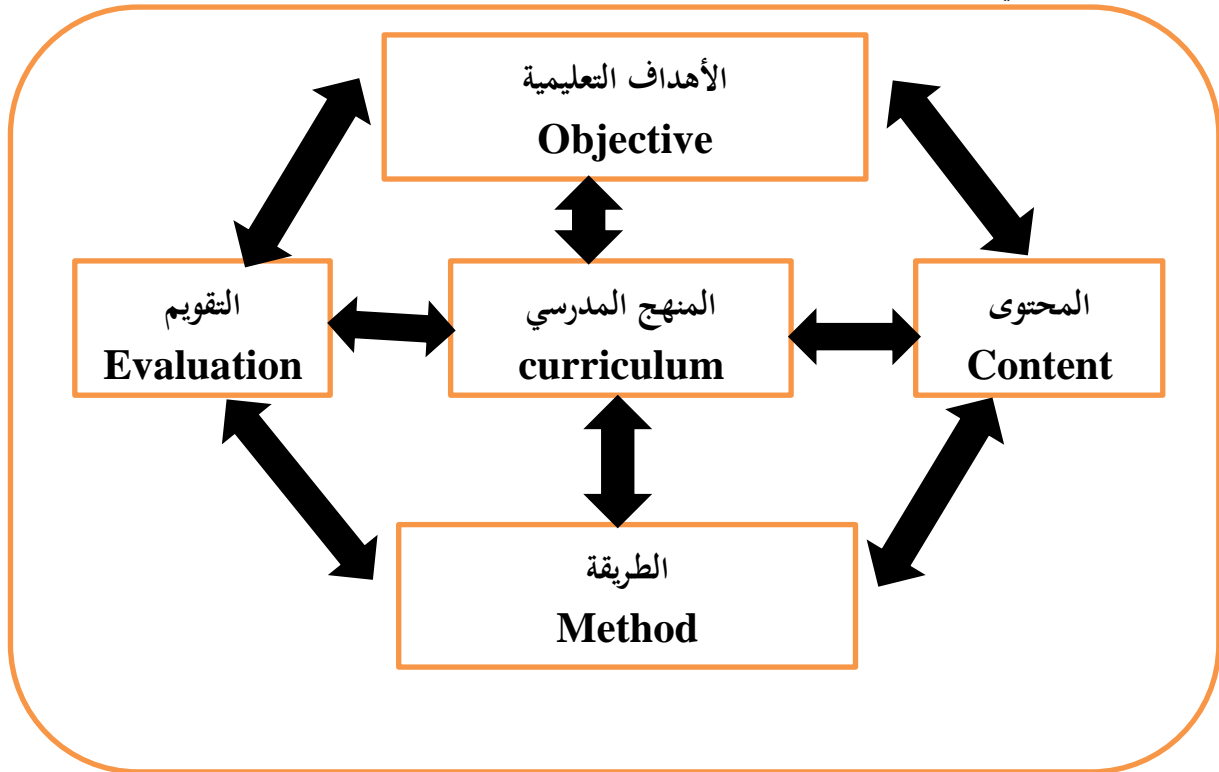 الأهداف التعليمية
Objective
التقويم
Evaluation
المنهج المدرسي
curriculum
المحتوى
Content
الطريقة
Method